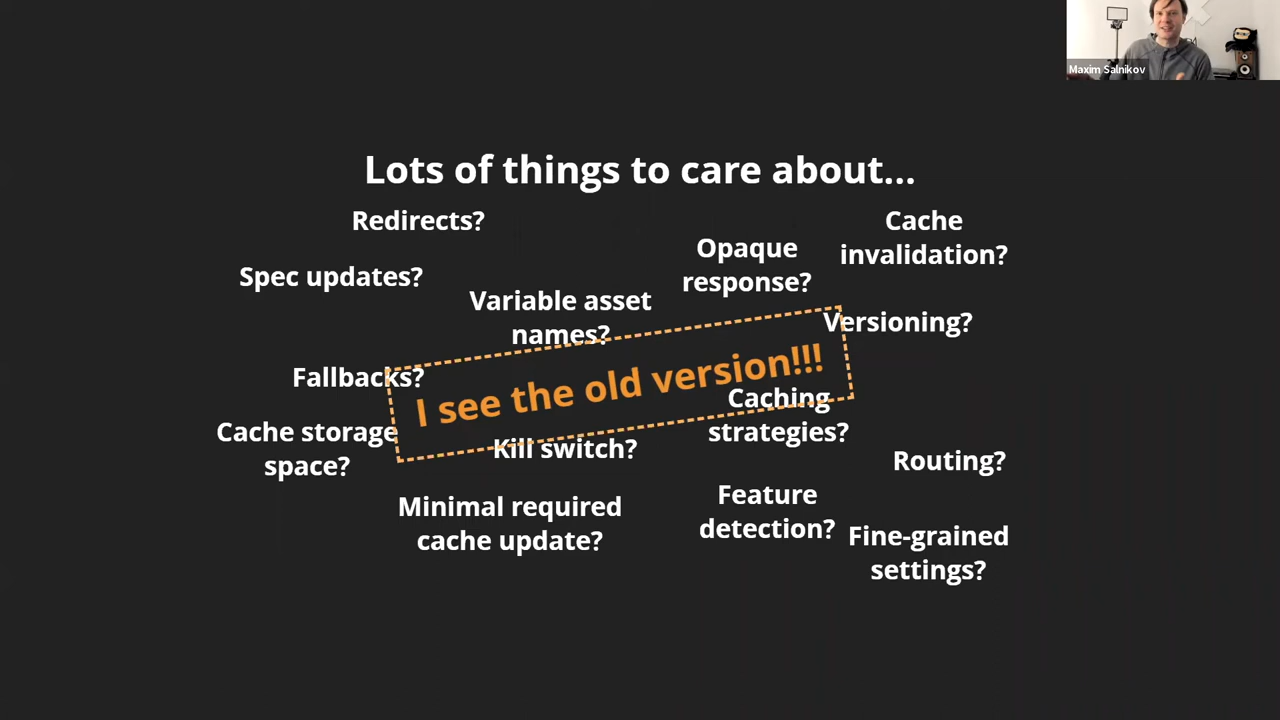 Maxim Salnikov
Lots of things to care about...
Redirects?
Cache
invalidation?
Opaque
response?
Spec updates?
Variable asset
names?
Versioning?
Fallbacks?
I see the old version!!!
Caching
strategies?
Cache storage
space?
Kill switch?
Routing?
Minimal required
cache update?
Feature
detection?
Fine-grained
settings?